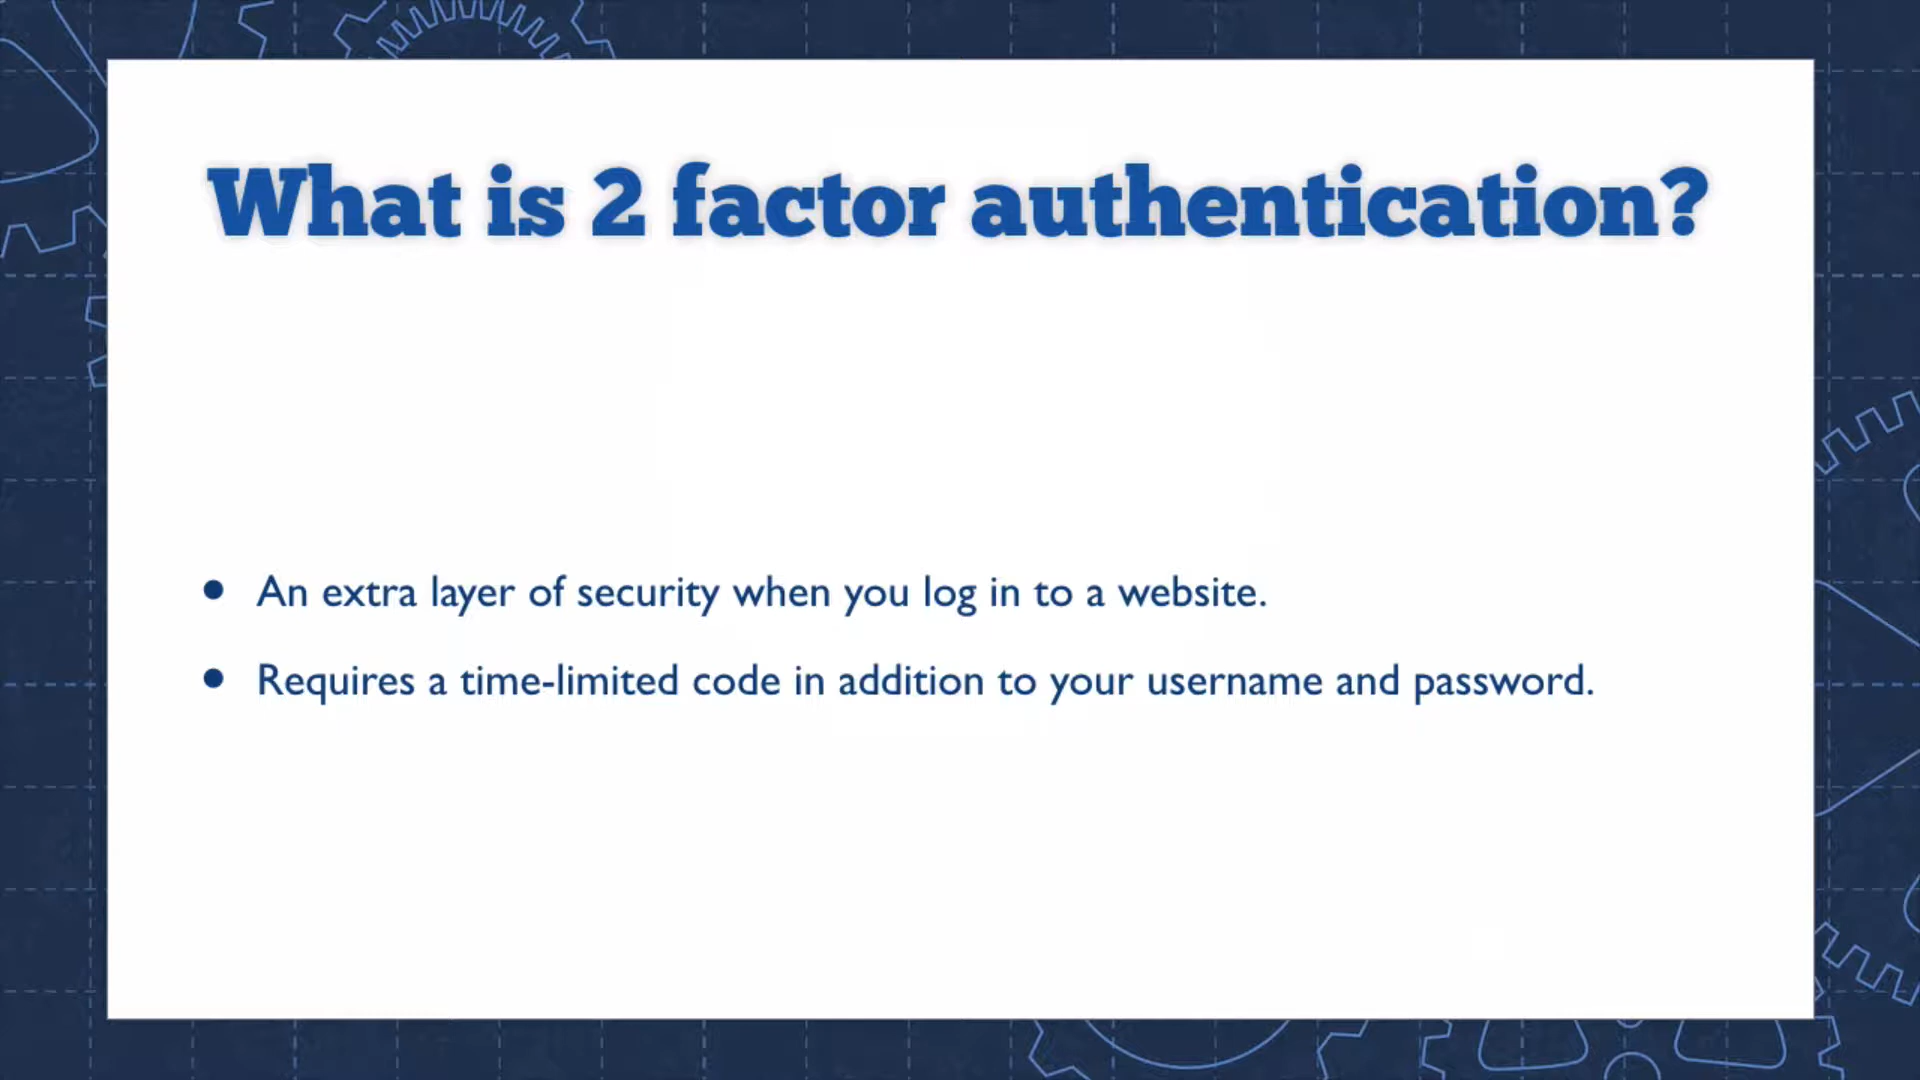 What is 2 factor authentication?
• An extra layer of security when you log in to a website.
• Requires a time-limited code in addition to your username and password.